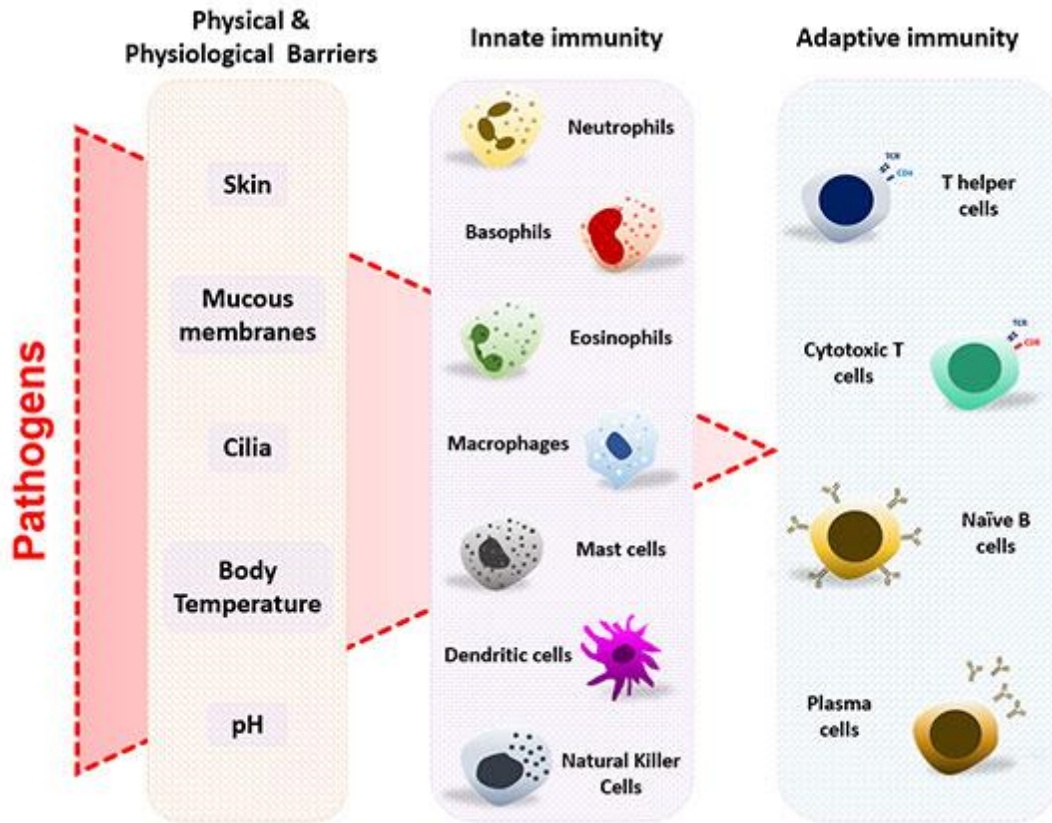 Physical &
Physiological Barriers
Innate immunity
Adaptive immunity
Pathogens
Skin
Mucous
membranes
Cilia
Body
Temperature
pH
Neutrophils
Basophils
Eosinophils
Macrophages
Mast cells
Dendritic cells
Natural Killer
Cells
TCR
CD4
T helper
cells
Cytotoxic T
cells
TCR
CD8
Naïve B
cells
Plasma
cells